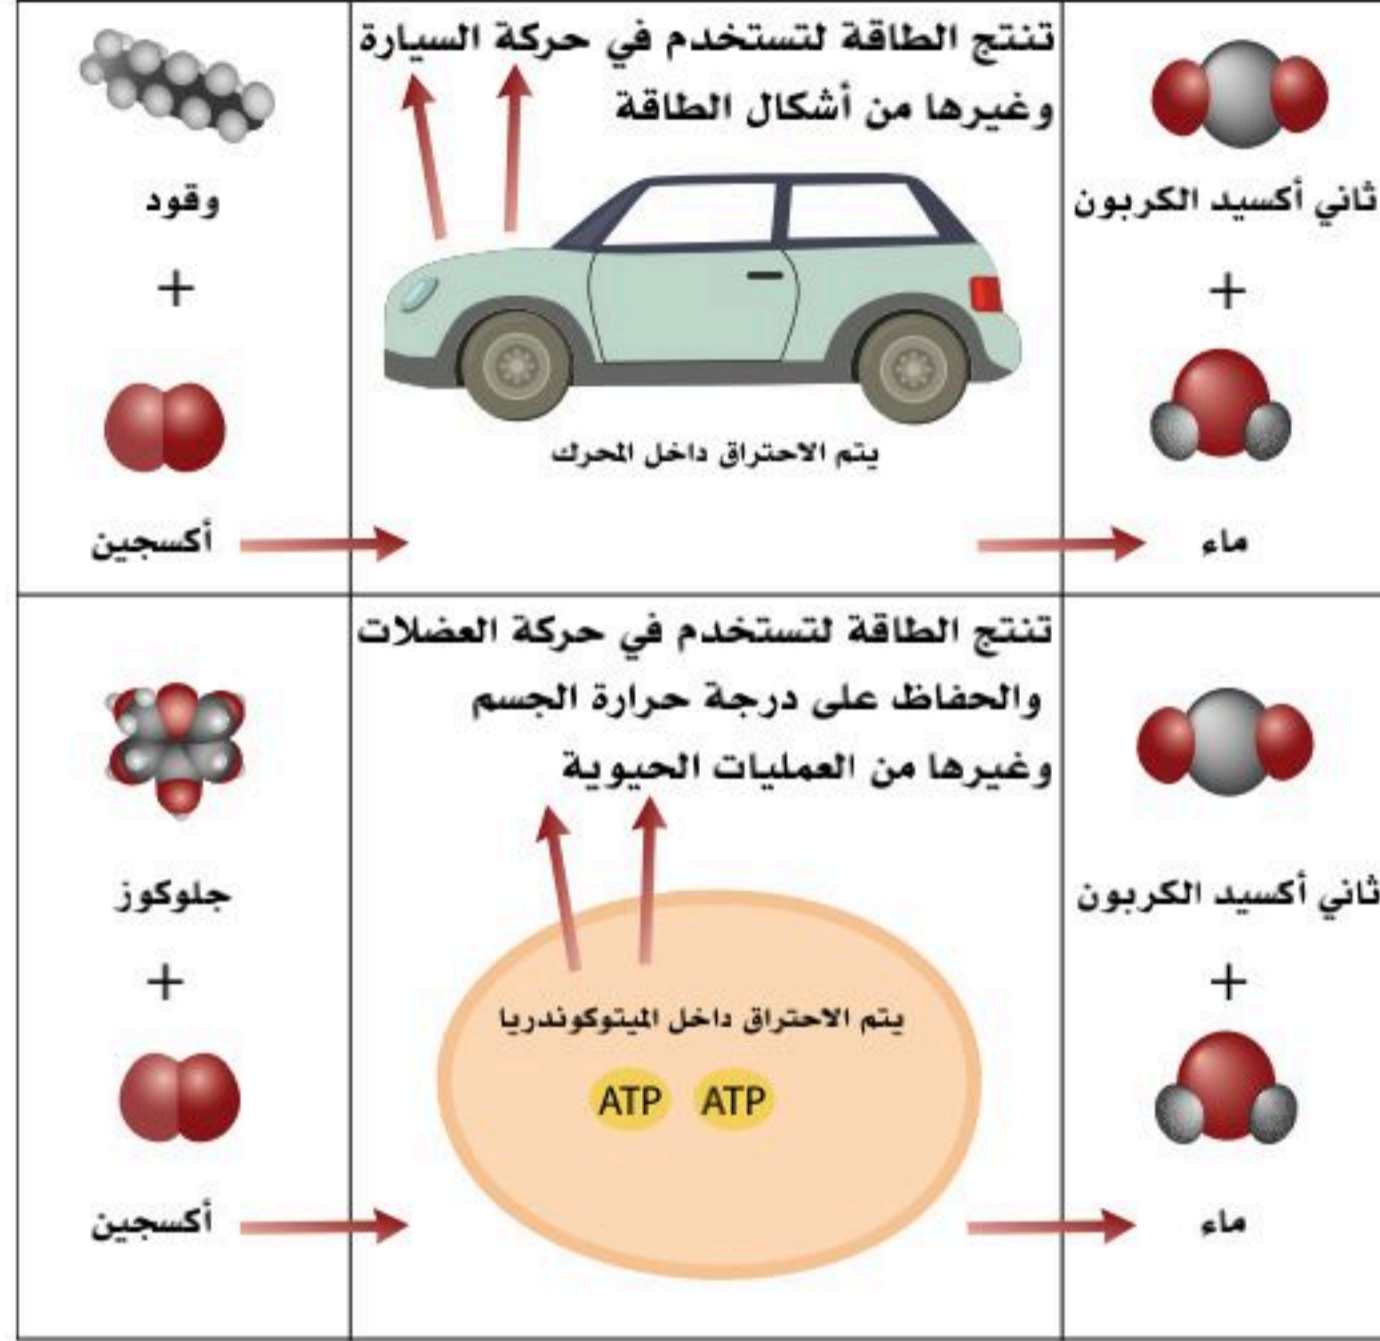 تنتج الطاقة لتستخدم في حركة السيارة
وغيرها من أشكال الطاقة
وقود
+
أكسجين
يتم الاحتراق داخل المحرك
ثاني أكسيد الكربون
+
ماء
تنتج الطاقة لتستخدم في حركة العضلات
والحفاظ على درجة حرارة الجسم
وغيرها من العمليات الحيوية
جلوكوز
+
أكسجين
يتم الاحتراق داخل الميتوكوندريا
ATP ATP
ثاني أكسيد الكربون
+
ماء